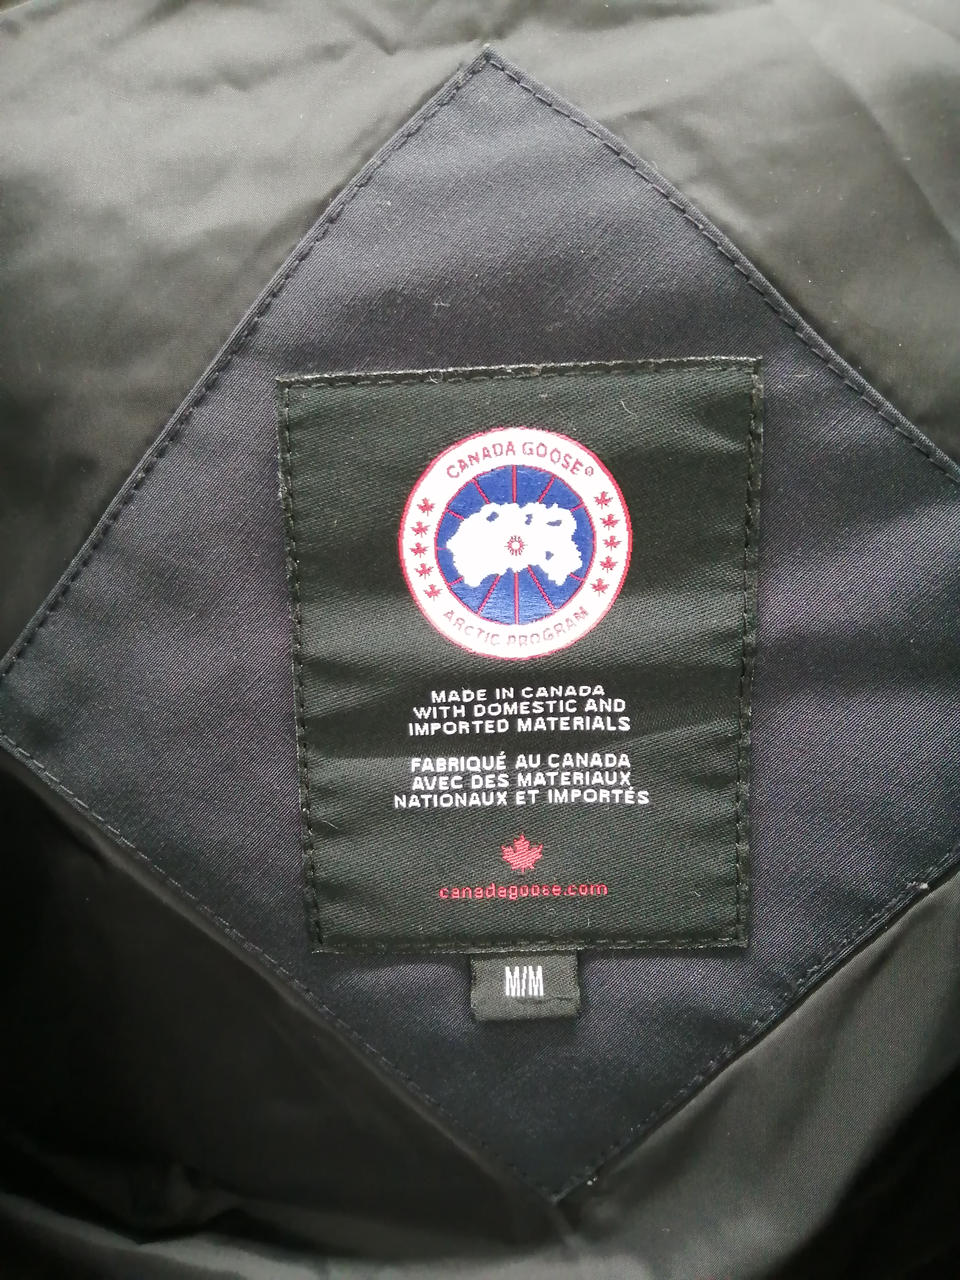 CANADA GOOSE®
ARCTIC PROGRAM
MADE IN CANADA
WITH DOMESTIC AND
IMPORTED MATERIALS
FABRIQUÉ AU CANADA
AVEC DES MATERIAUX
NATIONAUX ET IMPORTÉS
canadagoose.com
M/M